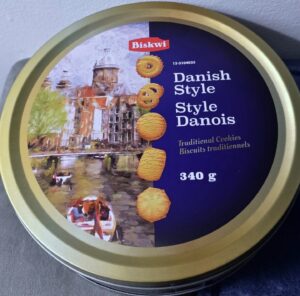 Biskwi
Danish
Style
Style
Danois
Traditional Cookies
Biscuits traditionnels
340 g